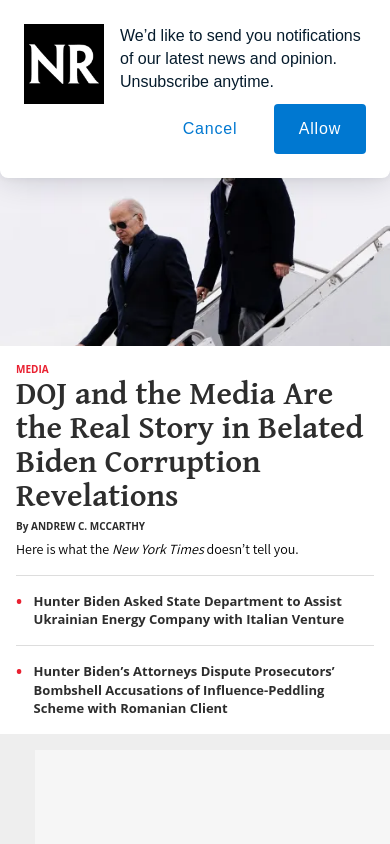 NR
We’d like to send you notifications
of our latest news and opinion.
Unsubscribe anytime.
Cancel
Allow
MEDIA
DOJ and the Media Are
the Real Story in Belated
Biden Corruption
Revelations
By ANDREW C. MCCARTHY
Here is what the New York Times doesn’t tell you.
Hunter Biden Asked State Department to Assist
Ukrainian Energy Company with Italian Venture
Hunter Biden’s Attorneys Dispute Prosecutors’
Bombshell Accusations of Influence-Peddling
Scheme with Romanian Client